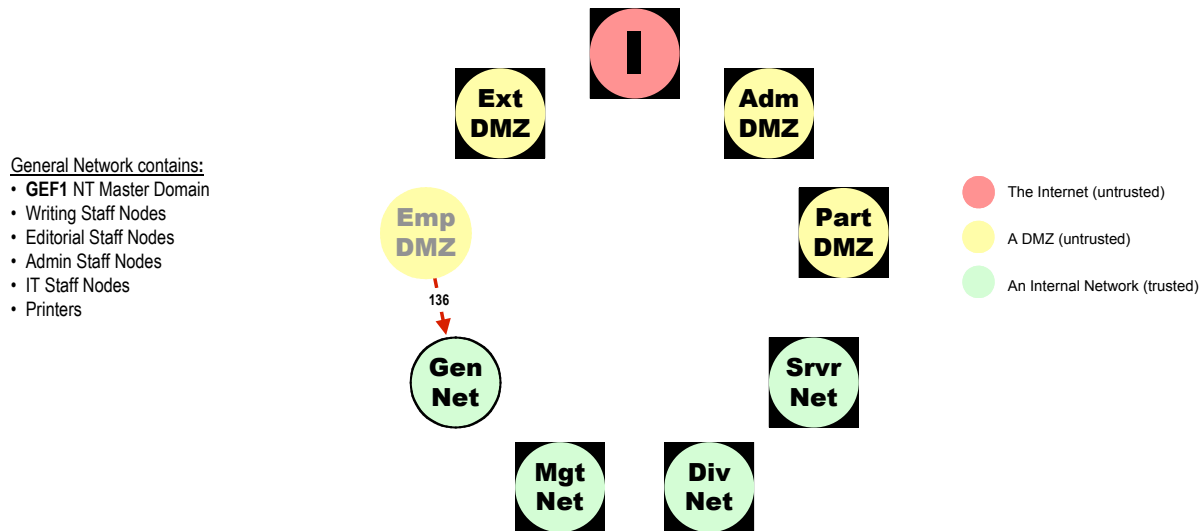 I
Ext
DMZ
Adm
DMZ
General Network contains:
• GEF1 NT Master Domain
• Writing Staff Nodes
• Editorial Staff Nodes
• Admin Staff Nodes
• IT Staff Nodes
• Printers
Emp
DMZ
Part
DMZ
The Internet (untrusted)
A DMZ (untrusted)
An Internal Network (trusted)
136
Gen
Net
Srvr
Net
Mgt
Net
Div
Net